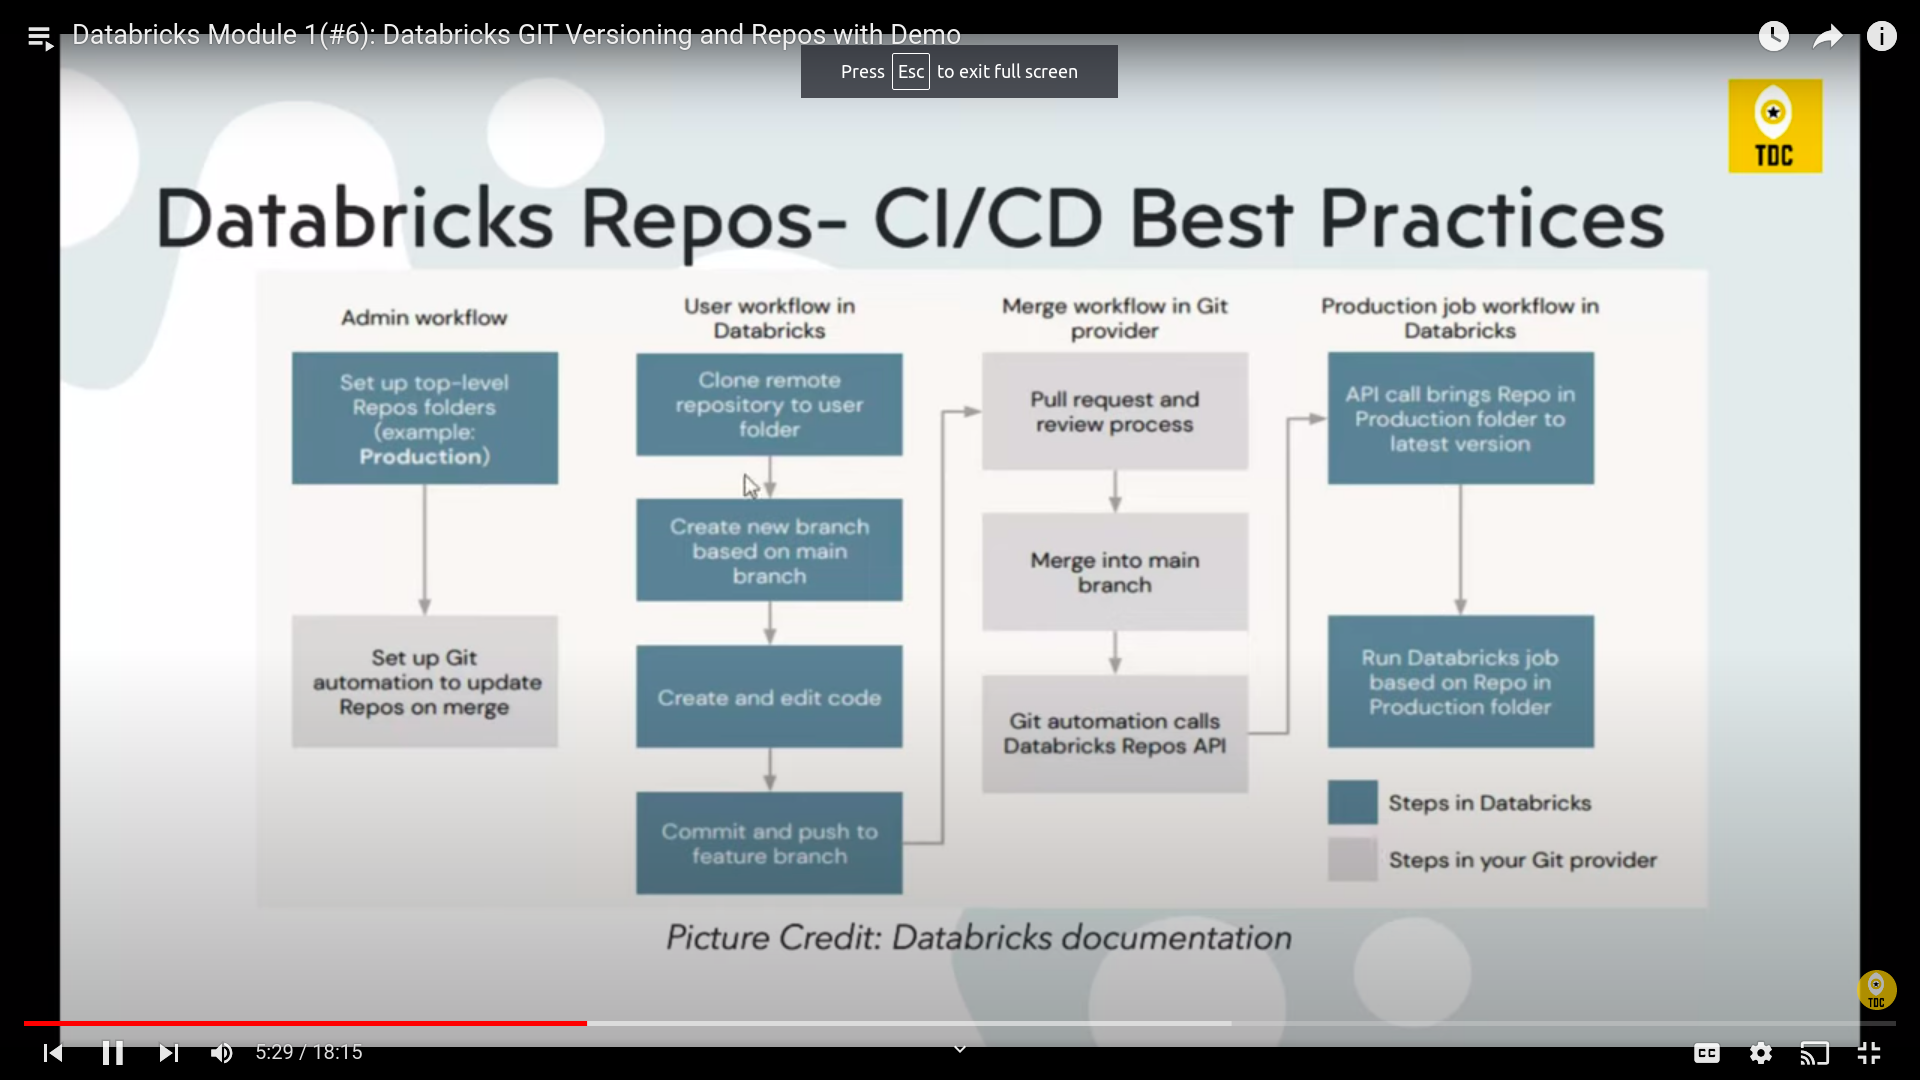 Databricks Module 1(#6): Databricks GIT Versioning and Repos with Demo
Press Esc to exit full screen
TDC
Databricks Repos- CI/CD Best Practices
Admin workflow
Set up top-level
Repos folders
(example:
Production)
Set up Git
automation to update
Repos on merge
User workflow in
Databricks
Clone remote
repository to user
folder
Create new branch
based on main
branch
Create and edit code
Commit and push to
feature branch
Merge workflow in Git
provider
Pull request and
review process
Merge into main
branch
Git automation calls
Databricks Repos API
Production job workflow in
Databricks
API call brings Repo in
Production folder to
latest version
Run Databricks job
based on Repo in
Production folder
Steps in Databricks
Steps in your Git provider
Picture Credit: Databricks documentation
TDC
5:29 / 18:15
CC